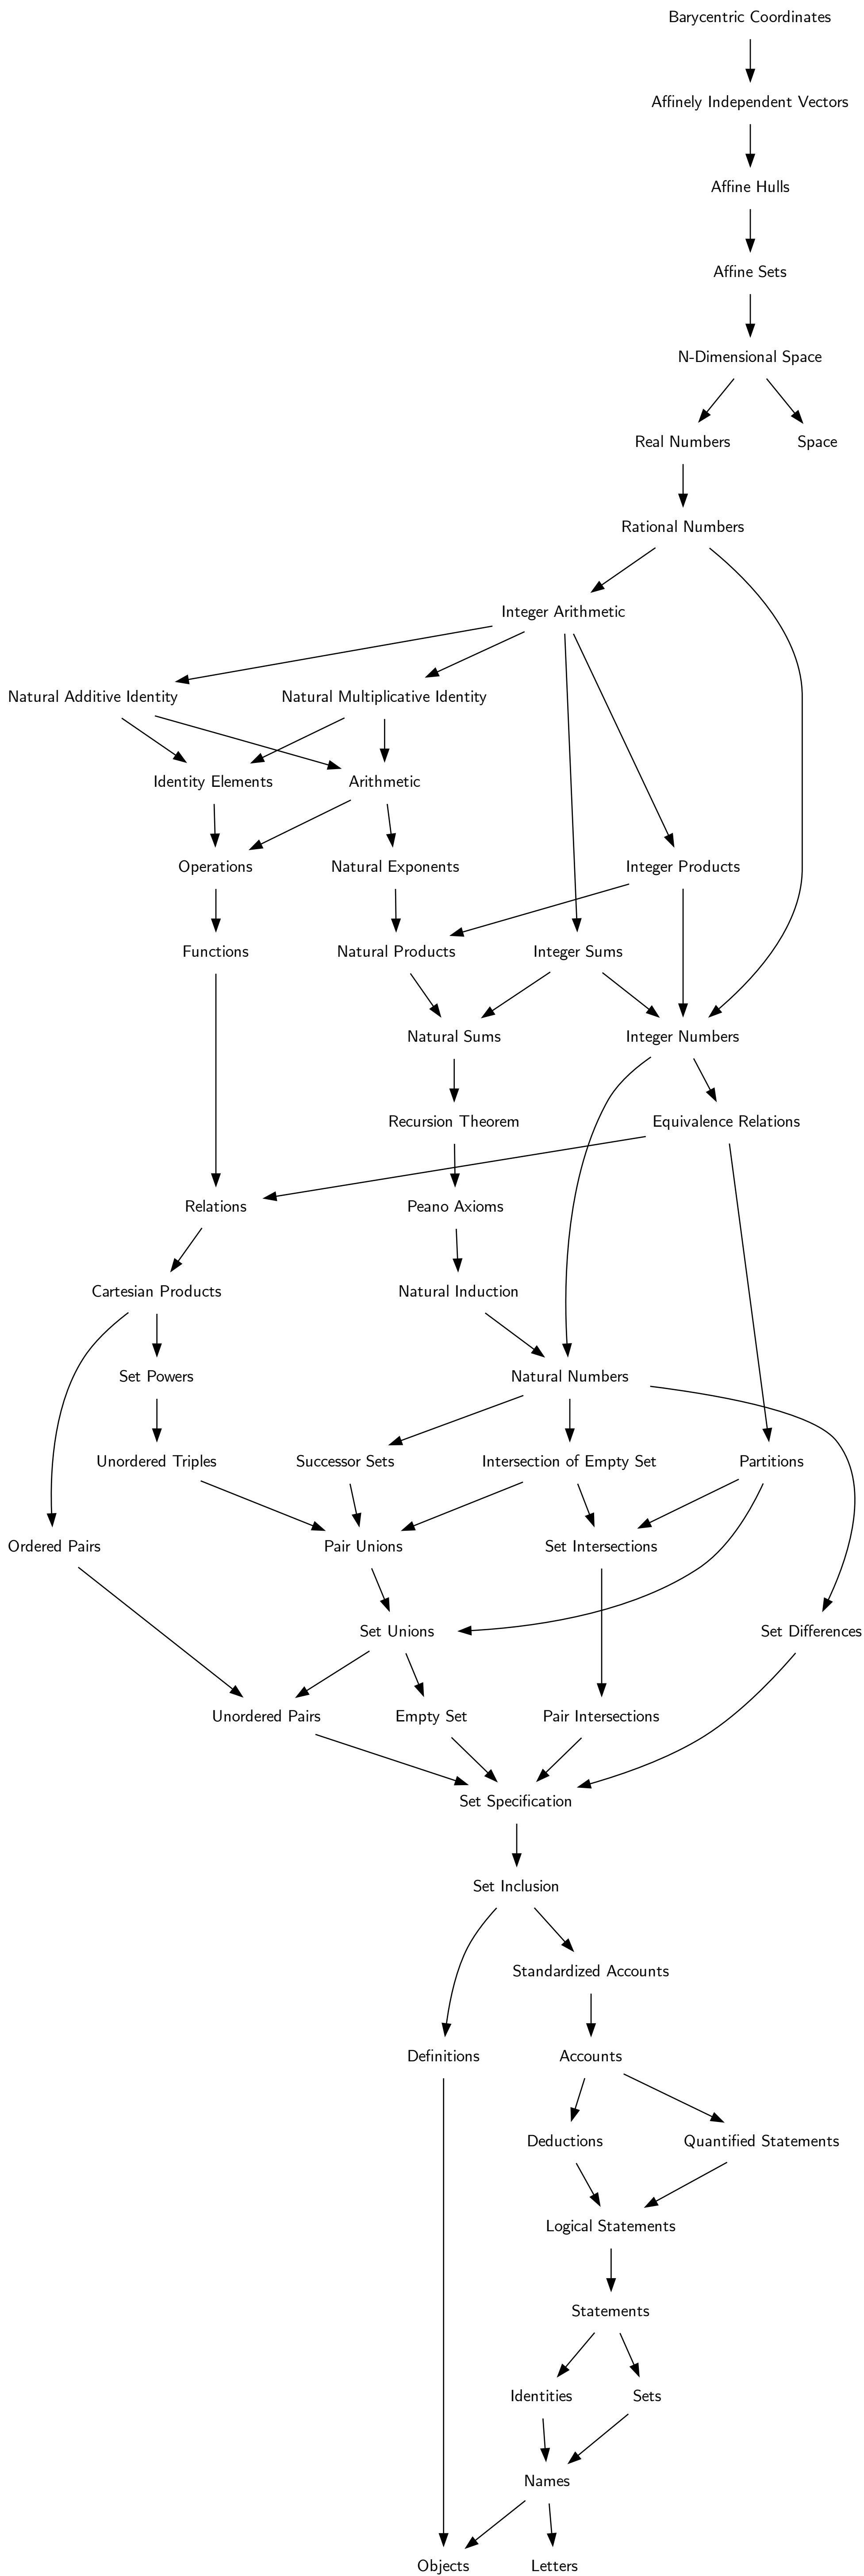 Barycentric Coordinates
Affinely Independent Vectors
Affine Hulls
Affine Sets
N-Dimensional Space
Real Numbers
Space
Rational Numbers
Integer Arithmetic
Natural Additive Identity
Natural Multiplicative Identity
Identity Elements
Arithmetic
Operations
Natural Exponents
Integer Products
Functions
Natural Products
Integer Sums
Natural Sums
Integer Numbers
Recursion Theorem
Equivalence Relations
Relations
Peano Axioms
Cartesian Products
Natural Induction
Set Powers
Natural Numbers
Unordered Triples
Successor Sets
Intersection of Empty Set
Partitions
Ordered Pairs
Pair Unions
Set Intersections
Set Unions
Set Differences
Unordered Pairs
Empty Set
Pair Intersections
Set Specification
Set Inclusion
Standardized Accounts
Definitions
Accounts
Deductions
Quantified Statements
Logical Statements
Statements
Identities
Sets
Names
Objects
Letters